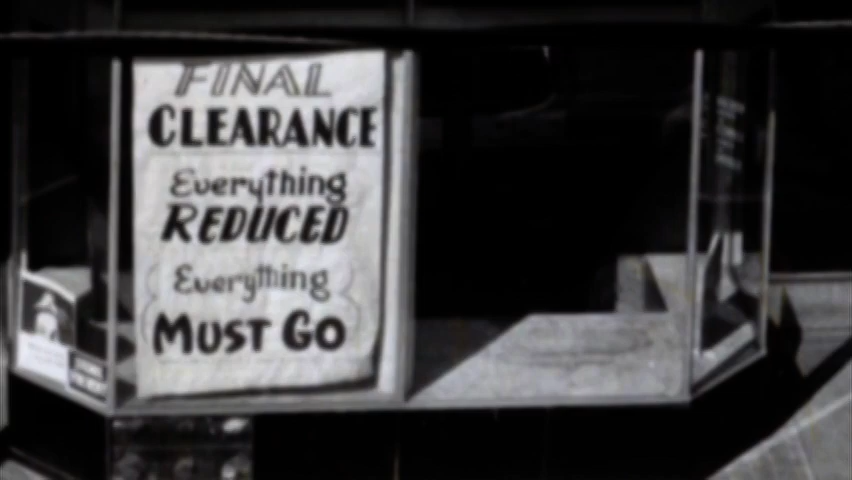 FINAL
CLEARANCE
Everything
REDUCED
Everything
MUST GO